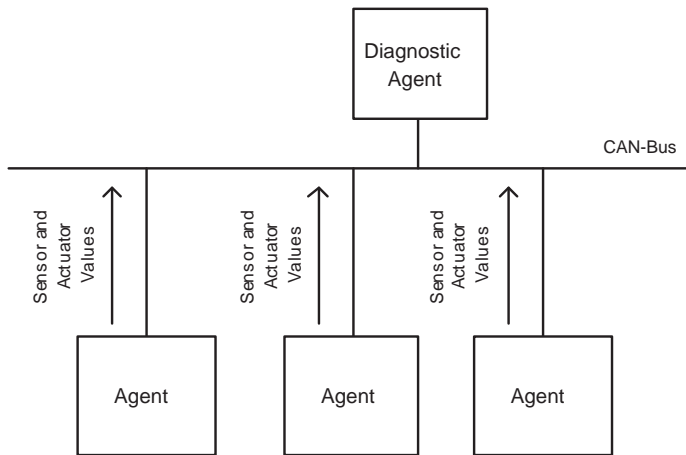 Diagnostic
Agent
CAN-Bus
Sensor and
Actuator
Values
Sensor and
Actuator
Values
Sensor and
Actuator
Values
Agent
Agent
Agent